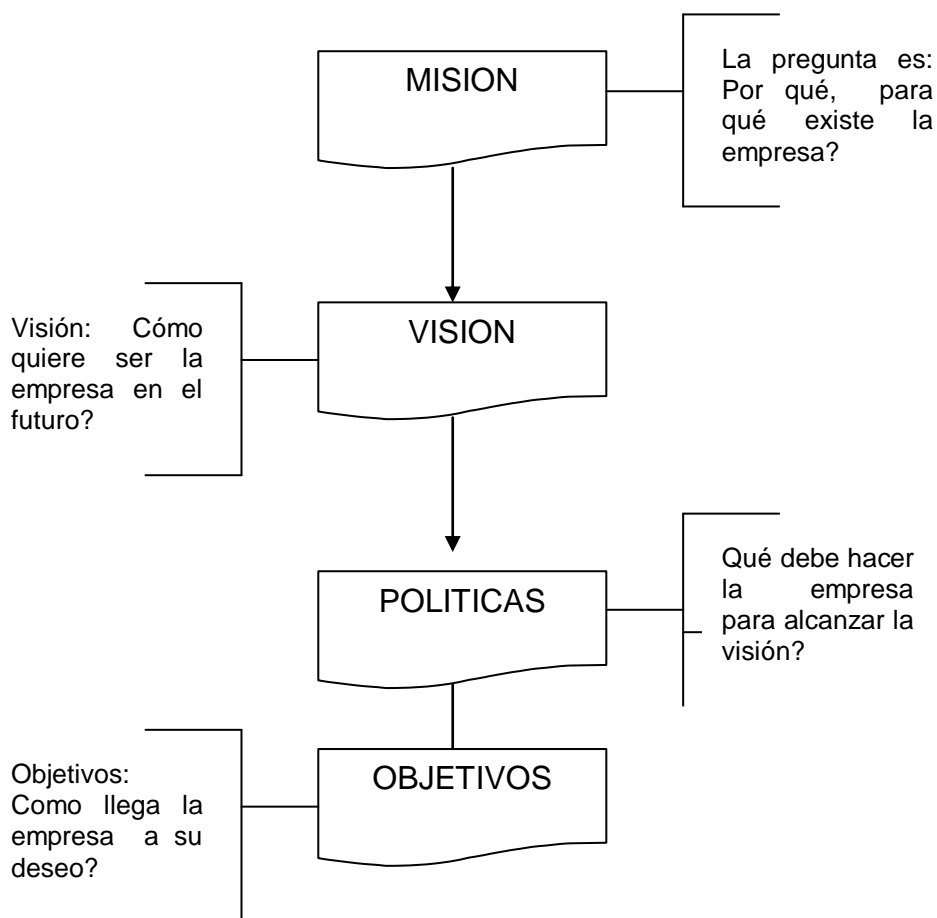 MISION
La pregunta es:
Por qué, para
qué existe la
empresa?
VISION
Visión: Cómo
quiere ser la
empresa en el
futuro?
POLITICAS
Qué debe hacer
la empresa
para alcanzar la
visión?
OBJETIVOS
Objetivos:
Como llega la
empresa a su
deseo?